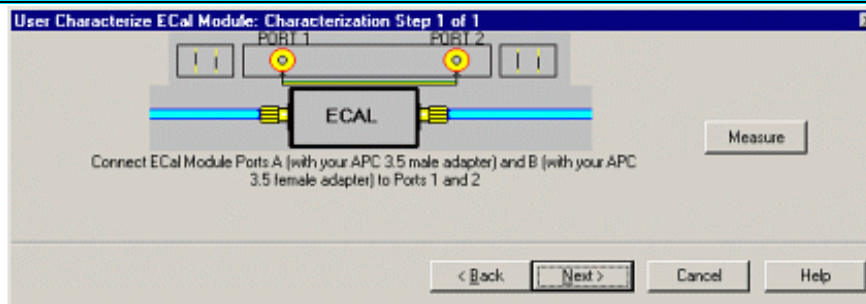 User Characterize ECal Module: Characterization Step 1 of 1
PORT 1 PORT 2
ECAL
Measure
Connect ECal Module Ports A (with your APC 3.5 male adapter) and B (with your APC
3.5 female adapter) to Ports 1 and 2
< Back Next > Cancel Help